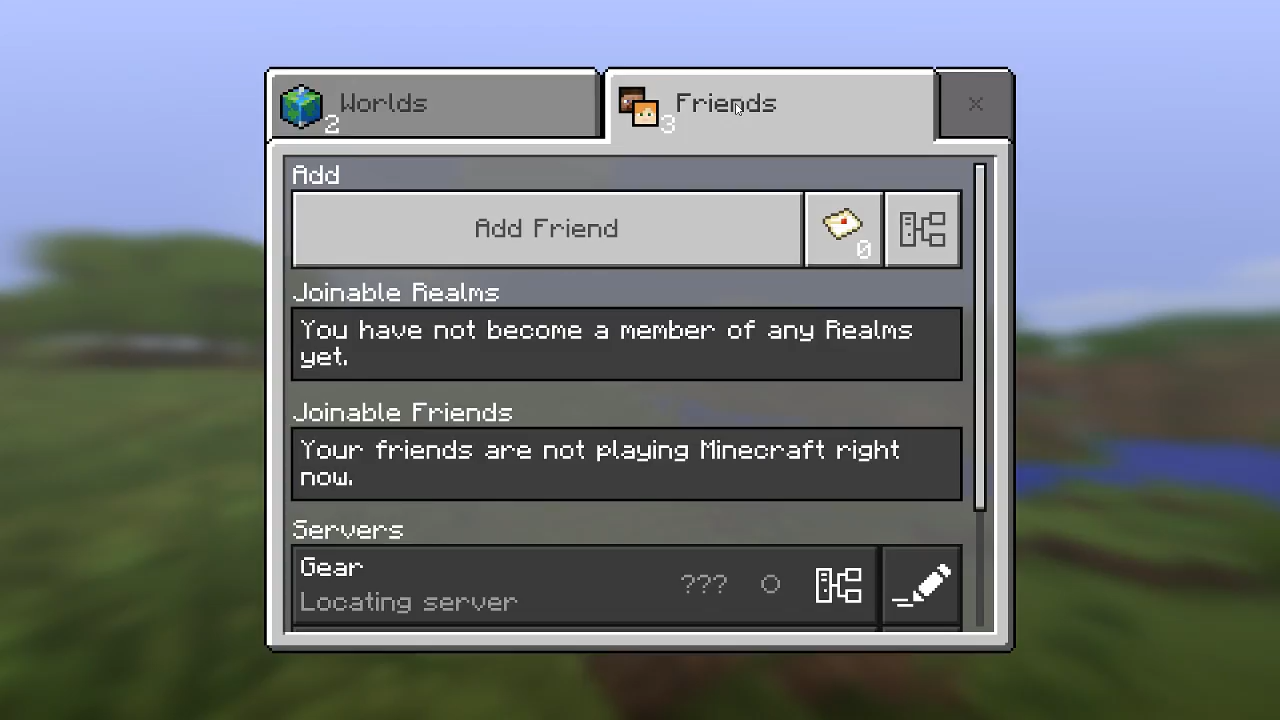 Worlds
2
Friends
3
Add
Add Friend
0
Joinable Realms
You have not become a member of any Realms
yet.
Joinable Friends
Your friends are not playing Minecraft right
now.
Servers
Gear
???
Locating server